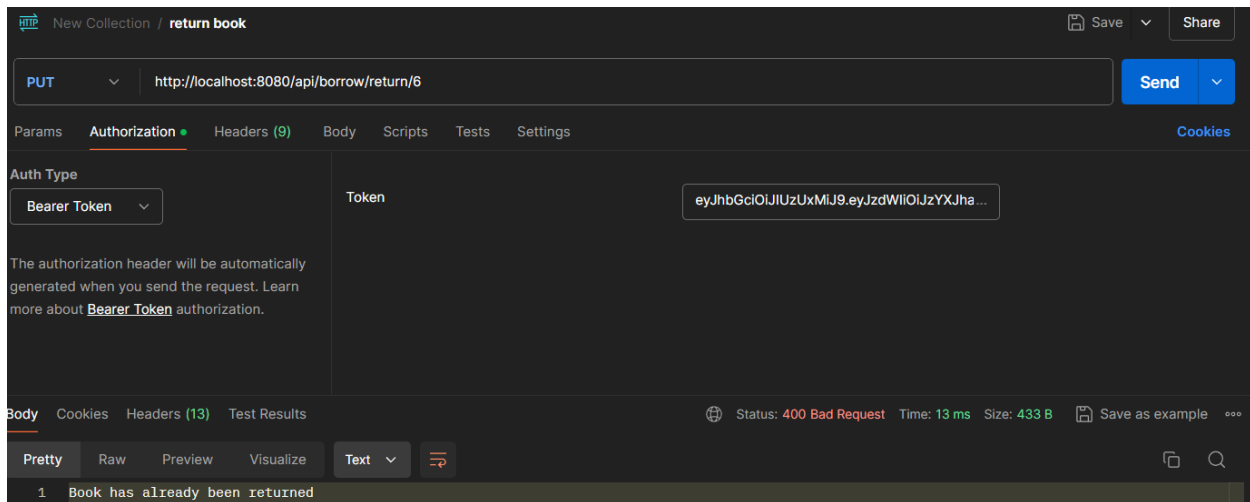 HTTP New Collection / return book Save Share
PUT http://localhost:8080/api/borrow/return/6 Send
Params Authorization Headers (9) Body Scripts Tests Settings Cookies
Auth Type
Bearer Token
Token eyJhbGciOiJIUzUxMiJ9.eyJzdWIiOiJzYXJha...
The authorization header will be automatically
generated when you send the request. Learn
more about Bearer Token authorization.
Body Cookies Headers (13) Test Results Status: 400 Bad Request Time: 13 ms Size: 433 B Save as example
Pretty Raw Preview Visualize Text
1 Book has already been returned